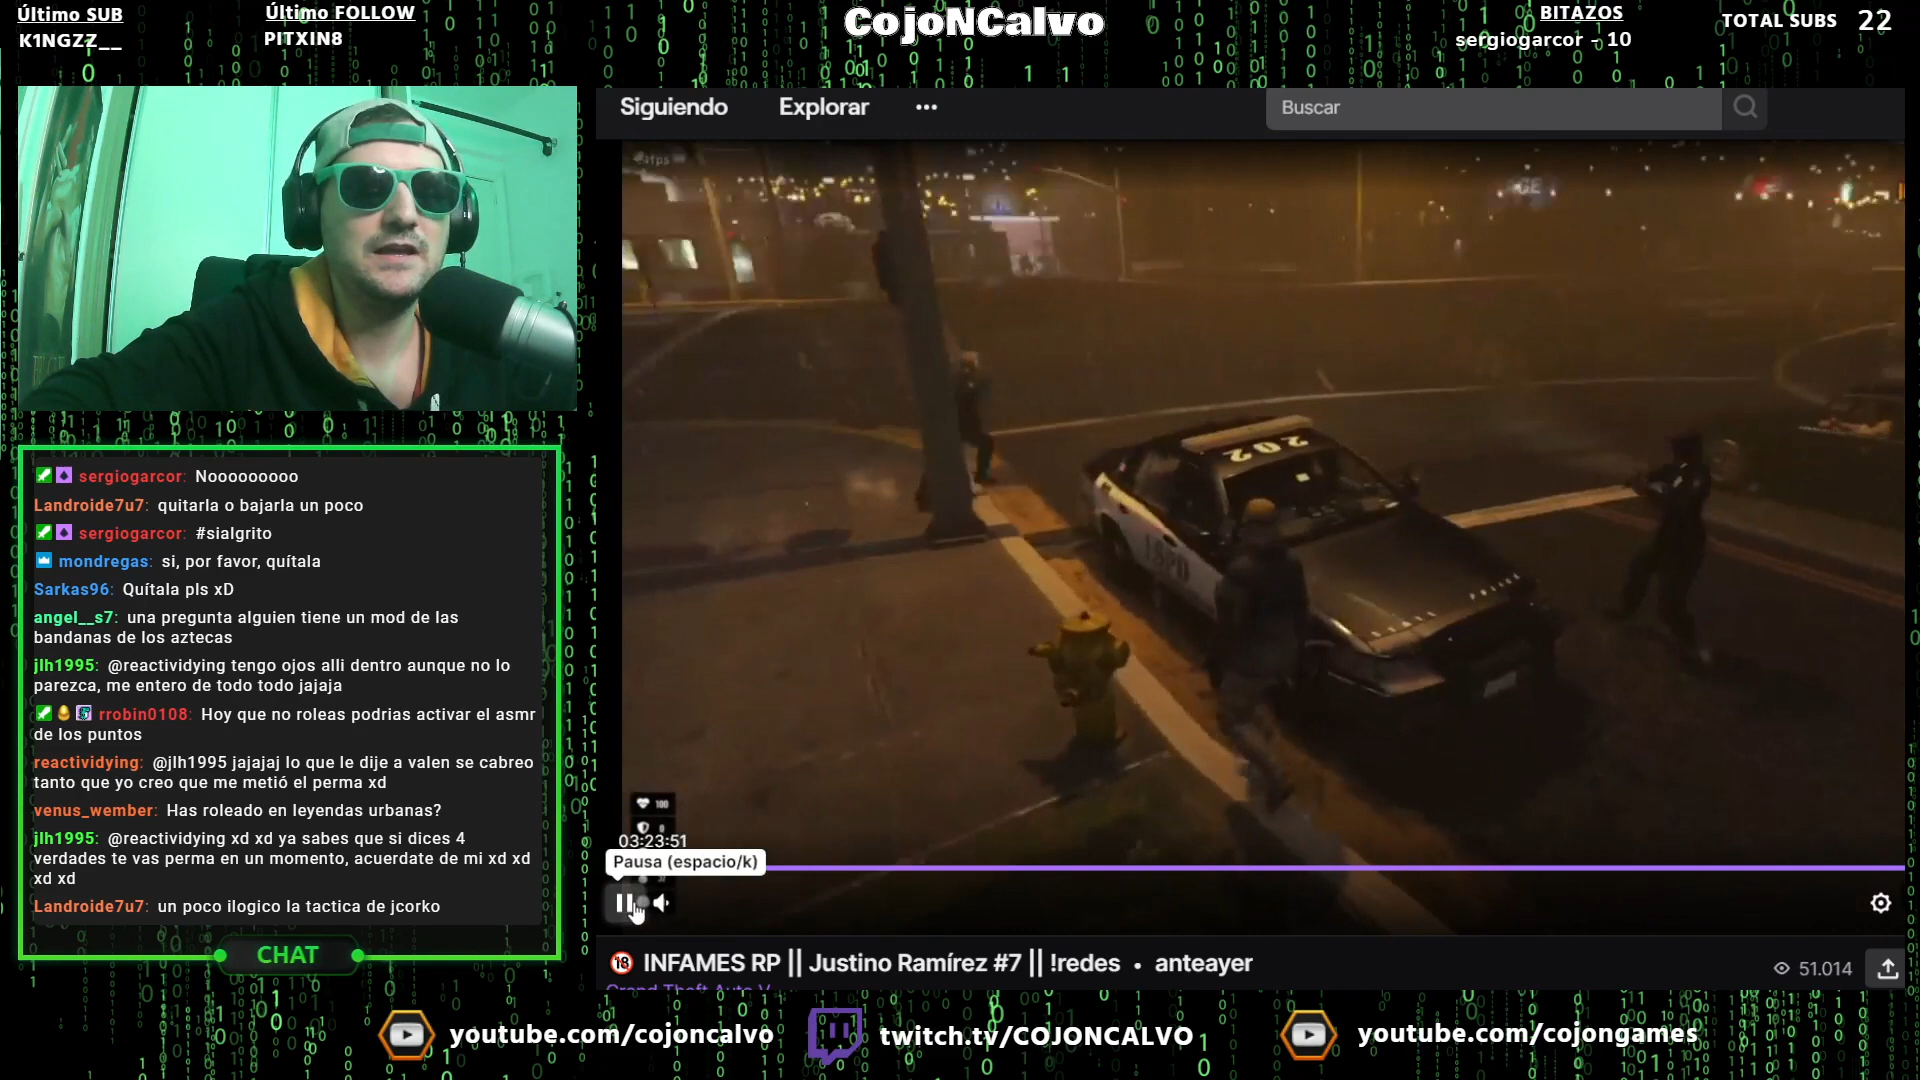 Último SUB
K1NGZZ__
Último FOLLOW
PITXIN8
CojoNCalvo
BITAZOS
sergiogarcor - 10
TOTAL SUBS 22
Siguiendo
Explorar
Buscar
202
LSPD
sergiogarcor: Nooooooooo
Landroide7u7: quitarla o bajarla un poco
sergiogarcor: #sialgrito
mondregas: si, por favor, quítala
Sarkas96: Quítala pls xD
angel__s7: una pregunta alguien tiene un mod de las
bandanas de los aztecas
jlh1995: @reactividying tengo ojos alli dentro aunque no lo
parezca, me entero de todo todo jajaja
rrobin0108: Hoy que no roleas podrias activar el asmr
de los puntos
reactividying: @jlh1995 jajajaj lo que le dije a valen se cabreo
tanto que yo creo que me metió el perma xd
venus_wember: Has roleado en leyendas urbanas?
jlh1995: @reactividying xd xd ya sabes que si dices 4
verdades te vas perma en un momento, acuerdate de mi xd xd
xd xd
Landroide7u7: un poco ilogico la tactica de jcorko
CHAT
100
0
03:23:51
Pausa (espacio/k)
18 INFAMES RP || Justino Ramírez #7 || !redes • anteayer
51.014
Grand Theft Auto V
youtube.com/cojoncalvo
twitch.tv/COJONCALVO
youtube.com/cojongames